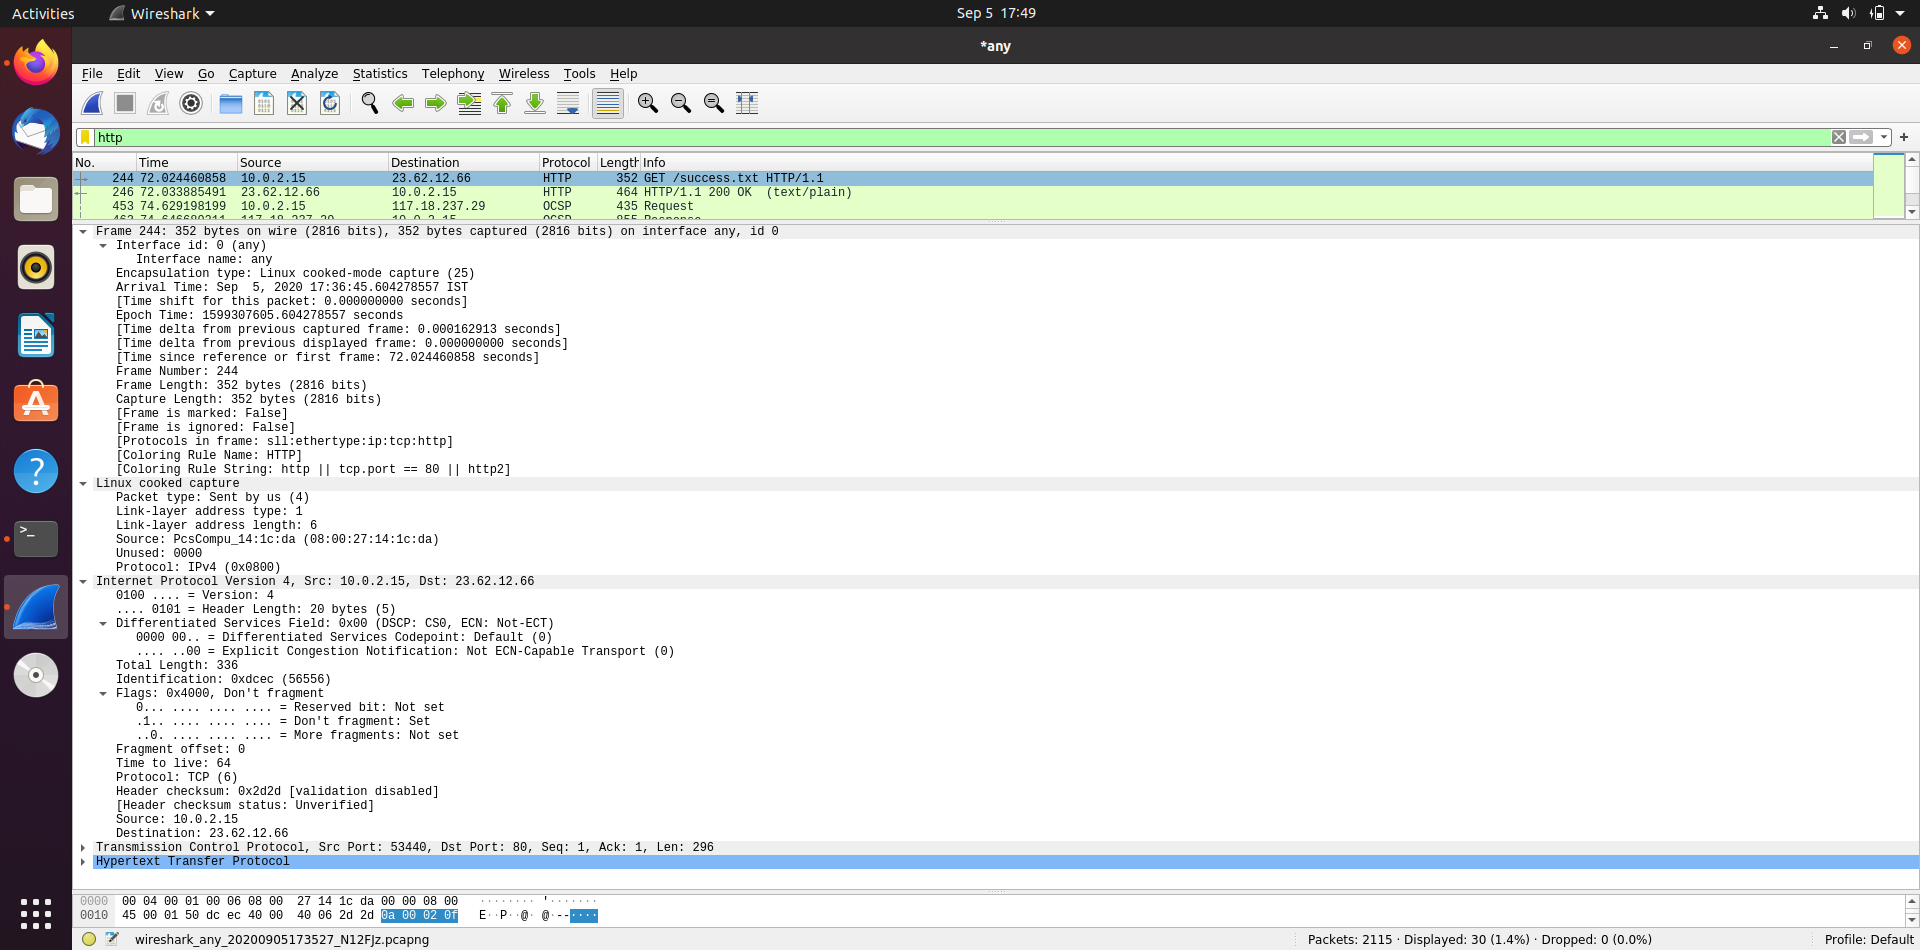 Activities Wireshark Sep 5 17:49
*any
File Edit View Go Capture Analyze Statistics Telephony Wireless Tools Help
http
No. Time Source Destination Protocol Length Info
244 72.024460858 10.0.2.15 23.62.12.66 HTTP 352 GET /success.txt HTTP/1.1
246 72.033885491 23.62.12.66 10.0.2.15 HTTP 464 HTTP/1.1 200 OK (text/plain)
453 74.629198199 10.0.2.15 117.18.237.29 OCSP 435 Request
Frame 244: 352 bytes on wire (2816 bits), 352 bytes captured (2816 bits) on interface any, id 0
Interface id: 0 (any)
Interface name: any
Encapsulation type: Linux cooked-mode capture (25)
Arrival Time: Sep  5, 2020 17:36:45.604278557 IST
[Time shift for this packet: 0.000000000 seconds]
Epoch Time: 1599307605.604278557 seconds
[Time delta from previous captured frame: 0.000162913 seconds]
[Time delta from previous displayed frame: 0.000000000 seconds]
[Time since reference or first frame: 72.024460858 seconds]
Frame Number: 244
Frame Length: 352 bytes (2816 bits)
Capture Length: 352 bytes (2816 bits)
[Frame is marked: False]
[Frame is ignored: False]
[Protocols in frame: sll:ethertype:ip:tcp:http]
[Coloring Rule Name: HTTP]
[Coloring Rule String: http || tcp.port == 80 || http2]
Linux cooked capture
Packet type: Sent by us (4)
Link-layer address type: 1
Link-layer address length: 6
Source: PcsCompu_14:1c:da (08:00:27:14:1c:da)
Unused: 0000
Protocol: IPv4 (0x0800)
Internet Protocol Version 4, Src: 10.0.2.15, Dst: 23.62.12.66
0100 .... = Version: 4
.... 0101 = Header Length: 20 bytes (5)
Differentiated Services Field: 0x00 (DSCP: CS0, ECN: Not-ECT)
0000 00.. = Differentiated Services Codepoint: Default (0)
.... ..00 = Explicit Congestion Notification: Not ECN-Capable Transport (0)
Total Length: 336
Identification: 0xdcec (56556)
Flags: 0x4000, Don't fragment
0... .... .... .... = Reserved bit: Not set
.1.. .... .... .... = Don't fragment: Set
..0. .... .... .... = More fragments: Not set
Fragment offset: 0
Time to live: 64
Protocol: TCP (6)
Header checksum: 0x2d2d [validation disabled]
[Header checksum status: Unverified]
Source: 10.0.2.15
Destination: 23.62.12.66
Transmission Control Protocol, Src Port: 53440, Dst Port: 80, Seq: 1, Ack: 1, Len: 296
Hypertext Transfer Protocol
0000 00 04 00 01 00 06 08 00 27 14 1c da 00 00 08 00 ········ '·······
0010 45 00 01 50 dc ec 40 00 40 06 2d 2d 0a 00 02 0f E··P··@· @·--····
wireshark_any_20200905173527_N12FJz.pcapng Packets: 2115 · Displayed: 30 (1.4%) · Dropped: 0 (0.0%) Profile: Default